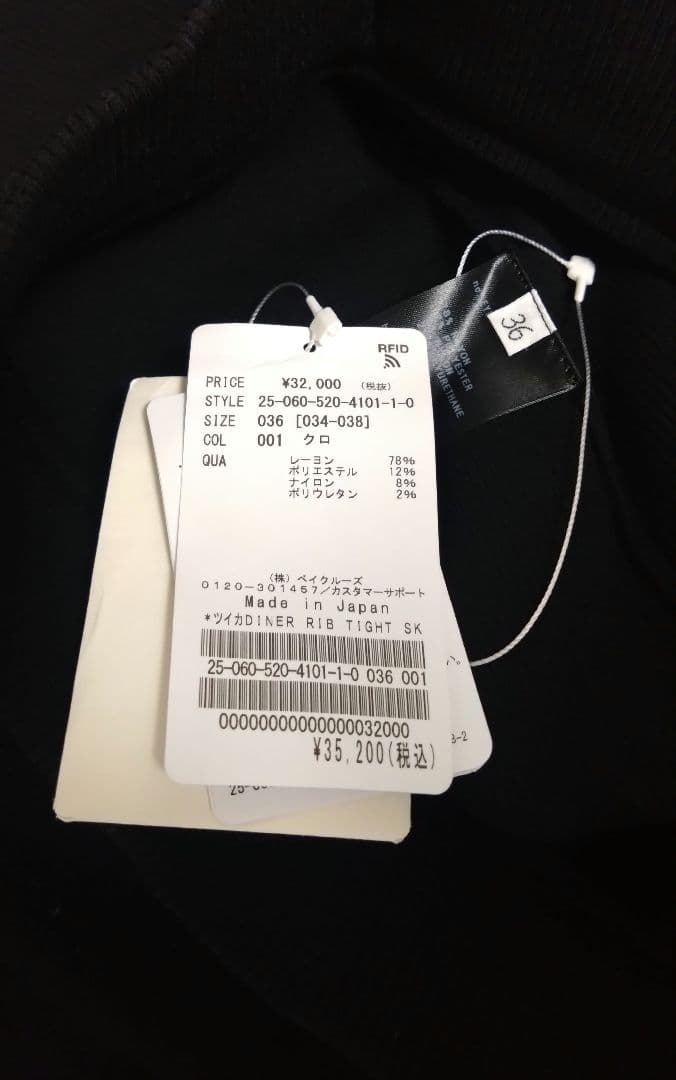 RFID
PRICE ¥32,000 (税抜)
STYLE 25-060-520-4101-1-0
SIZE 036 [034-038]
COL 001 クロ
QUA レーヨン 78%
ポリエステル 12%
ナイロン 8%
ポリウレタン 2%
(株) ベイクルーズ
0120-301457/カスタマーサポート
Made in Japan
*ツイカDINER RIB TIGHT SK
25-060-520-4101-1-0 036 001
00000000000000032000
¥35,200(税込)
36